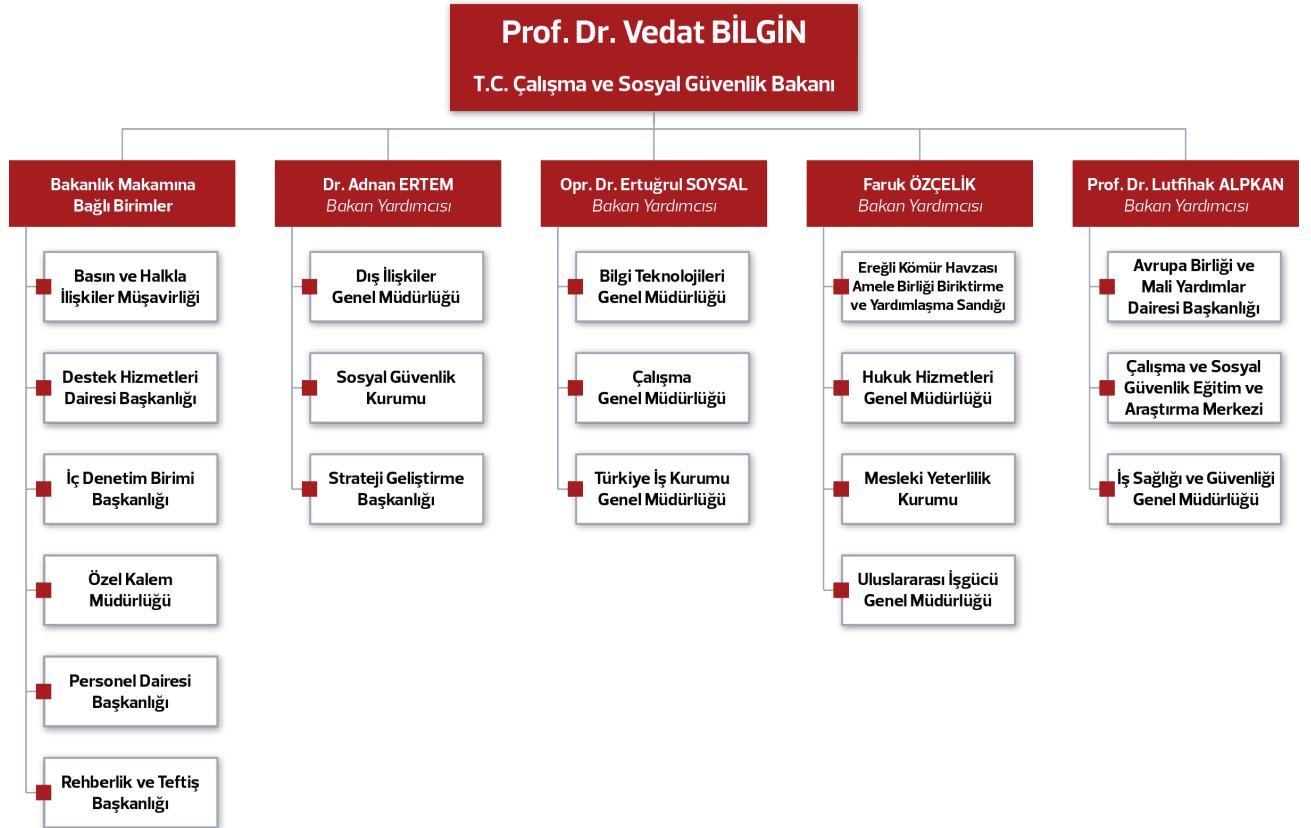 Prof. Dr. Vedat BİLGİN
T.C. Çalışma ve Sosyal Güvenlik Bakanı
Bakanlık Makamına
Bağlı Birimler
Basın ve Halkla
İlişkiler Müşavirliği
Destek Hizmetleri
Dairesi Başkanlığı
İç Denetim Birimi
Başkanlığı
Özel Kalem
Müdürlüğü
Personel Dairesi
Başkanlığı
Rehberlik ve Teftiş
Başkanlığı
Dr. Adnan ERTEM
Bakan Yardımcısı
Dış İlişkiler
Genel Müdürlüğü
Sosyal Güvenlik
Kurumu
Strateji Geliştirme
Başkanlığı
Opr. Dr. Ertuğrul SOYSAL
Bakan Yardımcısı
Bilgi Teknolojileri
Genel Müdürlüğü
Çalışma
Genel Müdürlüğü
Türkiye İş Kurumu
Genel Müdürlüğü
Faruk ÖZÇELİK
Bakan Yardımcısı
Ereğli Kömür Havzası
Amele Birliği Biriktirme
ve Yardımlaşma Sandığı
Hukuk Hizmetleri
Genel Müdürlüğü
Mesleki Yeterlilik
Kurumu
Uluslararası İşgücü
Genel Müdürlüğü
Prof. Dr. Lutfihak ALPKAN
Bakan Yardımcısı
Avrupa Birliği ve
Mali Yardımlar
Dairesi Başkanlığı
Çalışma ve Sosyal
Güvenlik Eğitim ve
Araştırma Merkezi
İş Sağlığı ve Güvenliği
Genel Müdürlüğü